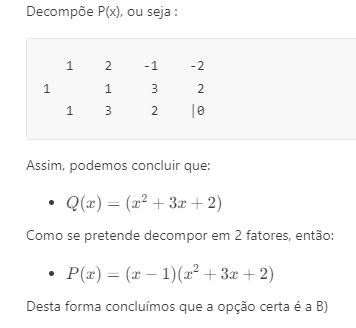 Decompõe P(x), ou seja :
1 2 -1 -2
1 1 3 2
1 3 2 |0
Assim, podemos concluir que:
• Q(x) = (x² + 3x + 2)
Como se pretende decompor em 2 fatores, então:
• P(x) = (x − 1)(x² + 3x + 2)
Desta forma concluímos que a opção certa é a B)